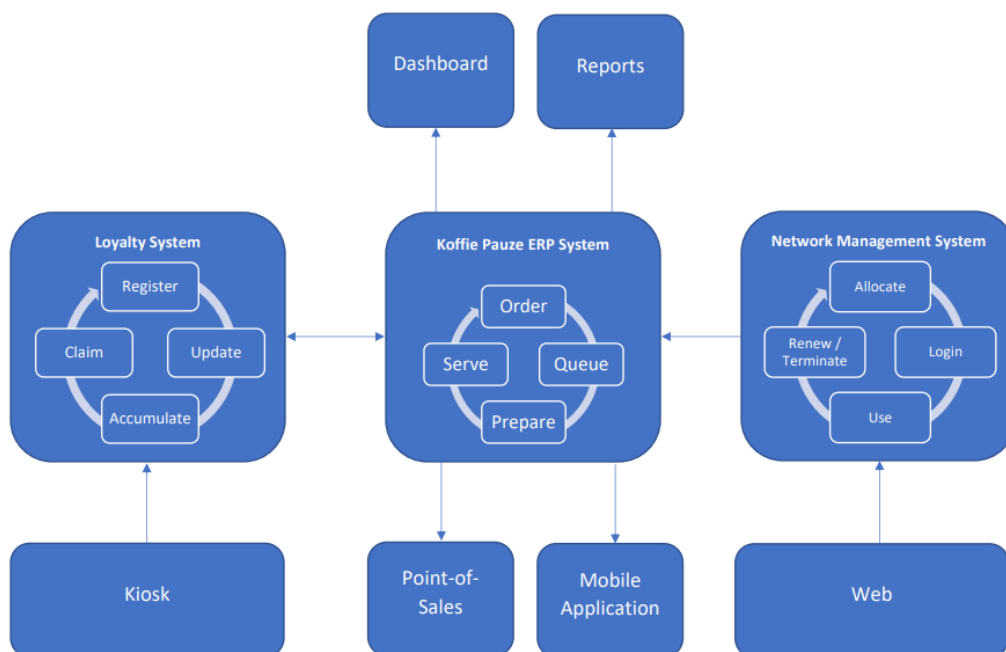 Dashboard
Reports
Loyalty System
Register
Claim
Update
Accumulate
Koffie Pauze ERP System
Order
Serve
Queue
Prepare
Network Management System
Allocate
Renew /
Terminate
Login
Use
Kiosk
Point-of-
Sales
Mobile
Application
Web